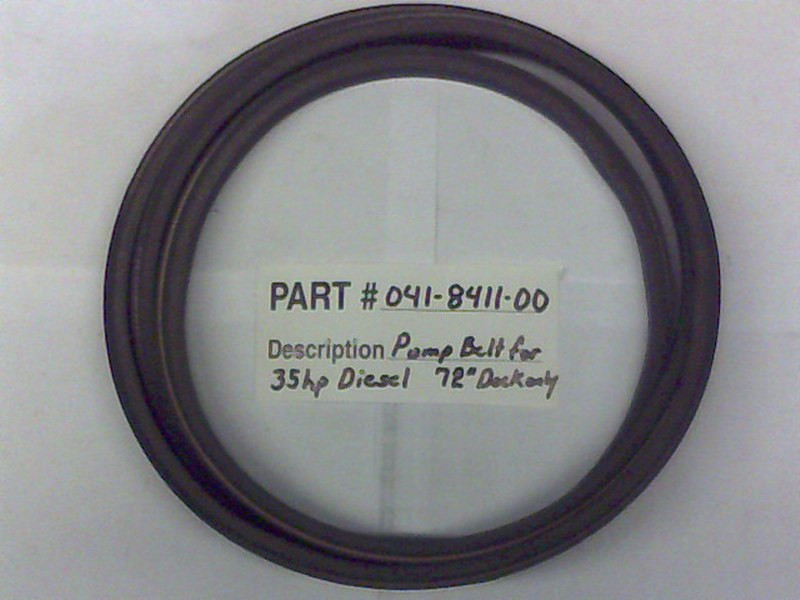 PART # 041-8411-00
Description Pump Belt for
35hp Diesel 72" Deck only